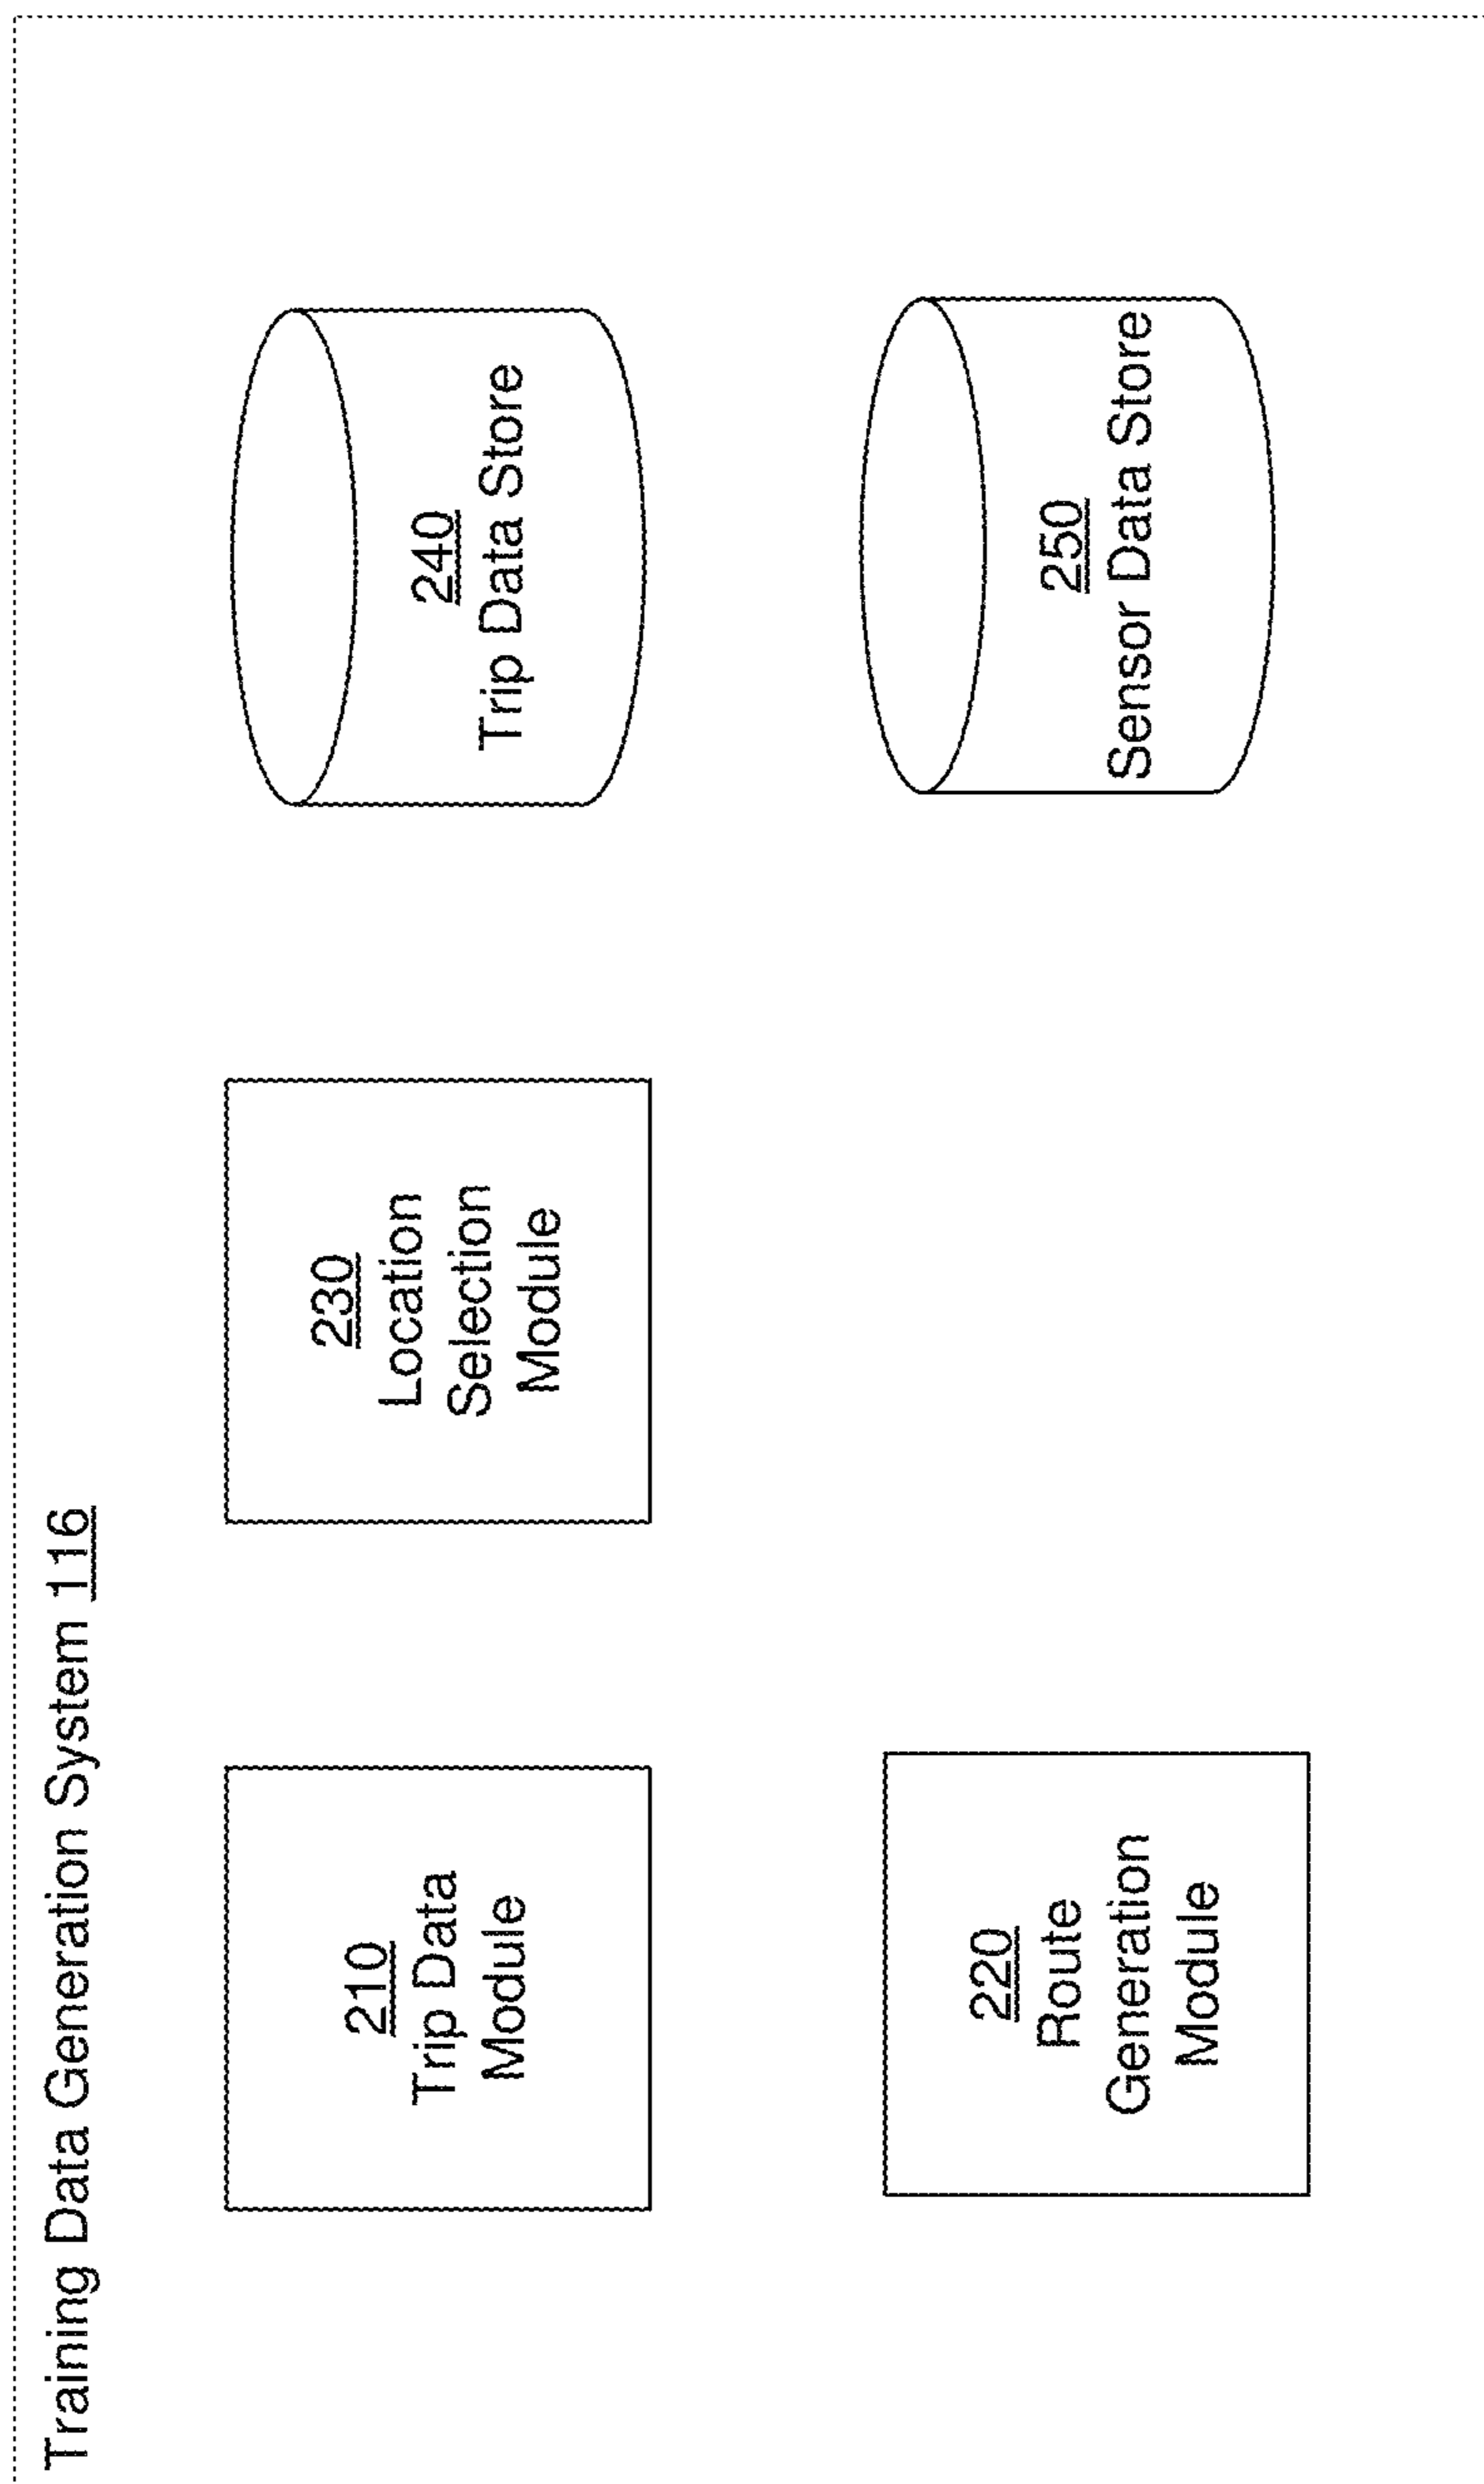 Training Data Generation System 116
210
Trip Data
Module
230
Location
Selection
Module
240
Trip Data Store
220
Route
Generation
Module
250
Sensor Data Store